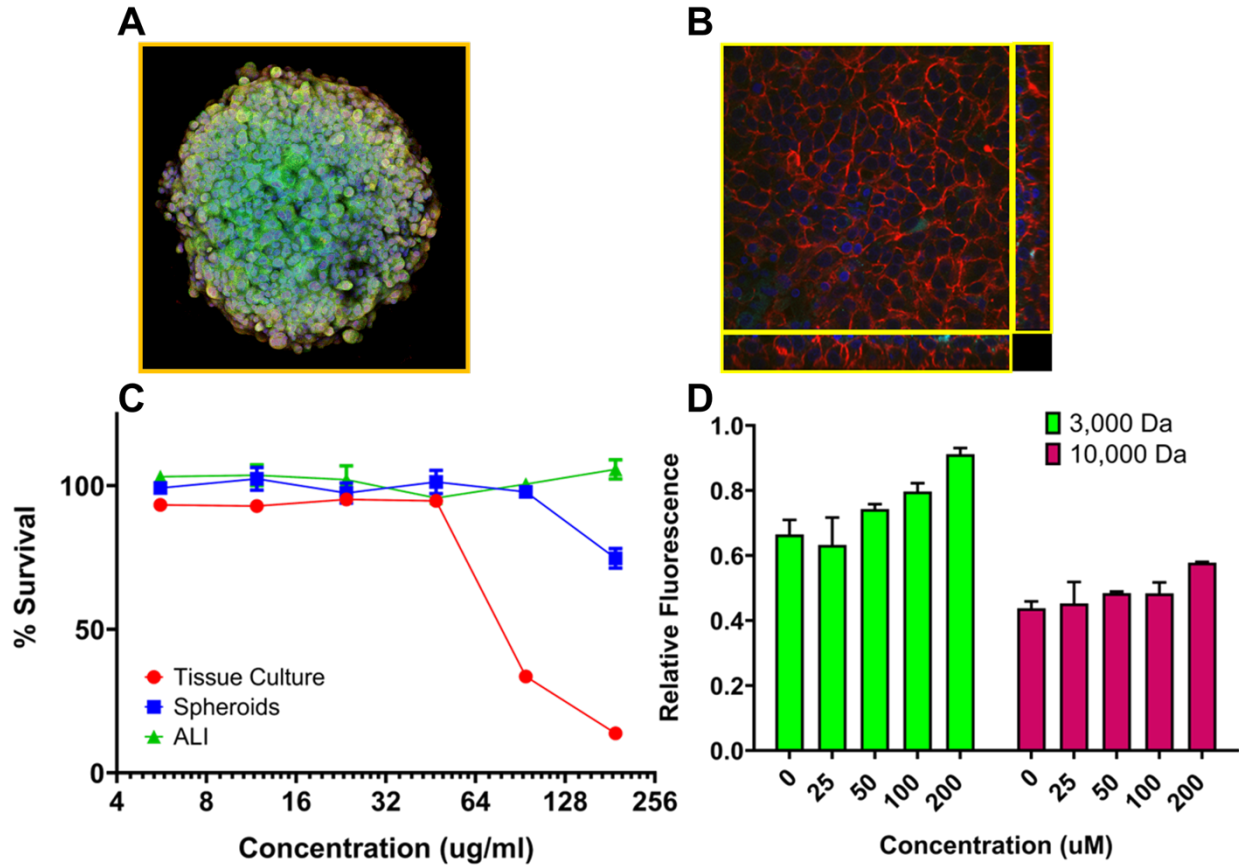 A
B
C
% Survival
100
50
0
Tissue Culture
Spheroids
ALI
4 8 16 32 64 128 256
Concentration (ug/ml)
D
Relative Fluorescence
1.0
0.8
0.6
0.4
0.2
0.0
3,000 Da
10,000 Da
0 25 50 100 200 0 25 50 100 200
Concentration (uM)